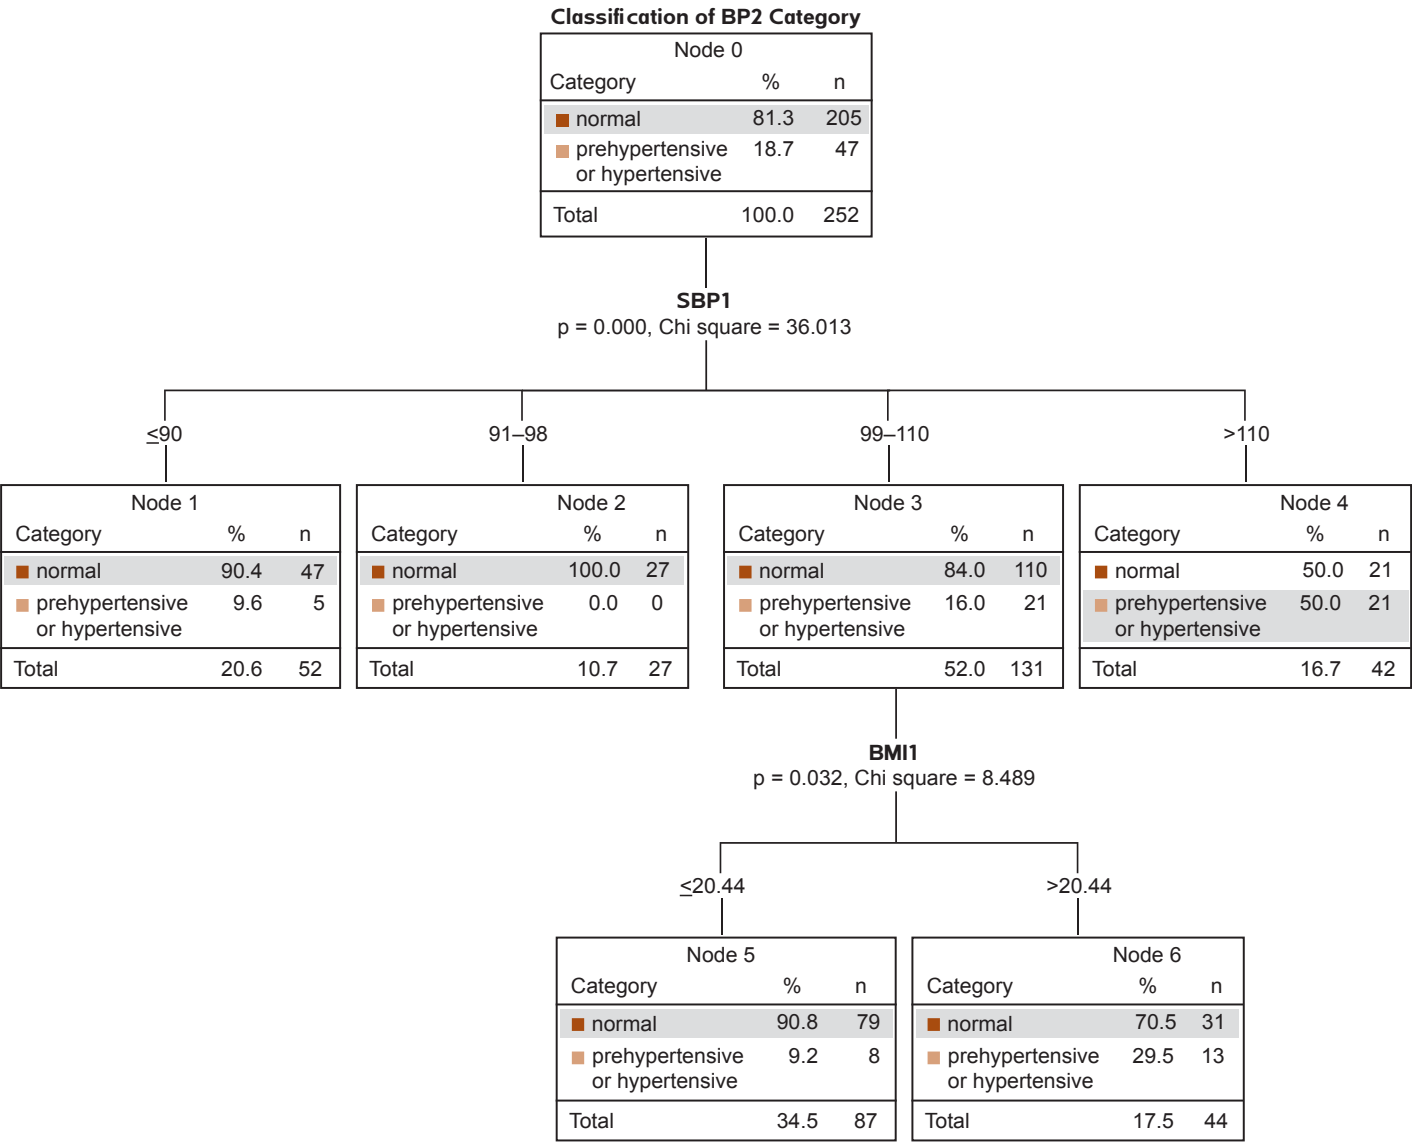 Classification of BP2 Category
Node 0
Category % n
normal 81.3 205
prehypertensive 18.7 47
or hypertensive
Total 100.0 252
SBP1
p = 0.000, Chi square = 36.013
≤90
91–98
99–110
>110
Node 1
Category % n
normal 90.4 47
prehypertensive 9.6 5
or hypertensive
Total 20.6 52
Node 2
Category % n
normal 100.0 27
prehypertensive 0.0 0
or hypertensive
Total 10.7 27
Node 3
Category % n
normal 84.0 110
prehypertensive 16.0 21
or hypertensive
Total 52.0 131
Node 4
Category % n
normal 50.0 21
prehypertensive 50.0 21
or hypertensive
Total 16.7 42
BMI1
p = 0.032, Chi square = 8.489
≤20.44
>20.44
Node 5
Category % n
normal 90.8 79
prehypertensive 9.2 8
or hypertensive
Total 34.5 87
Node 6
Category % n
normal 70.5 31
prehypertensive 29.5 13
or hypertensive
Total 17.5 44